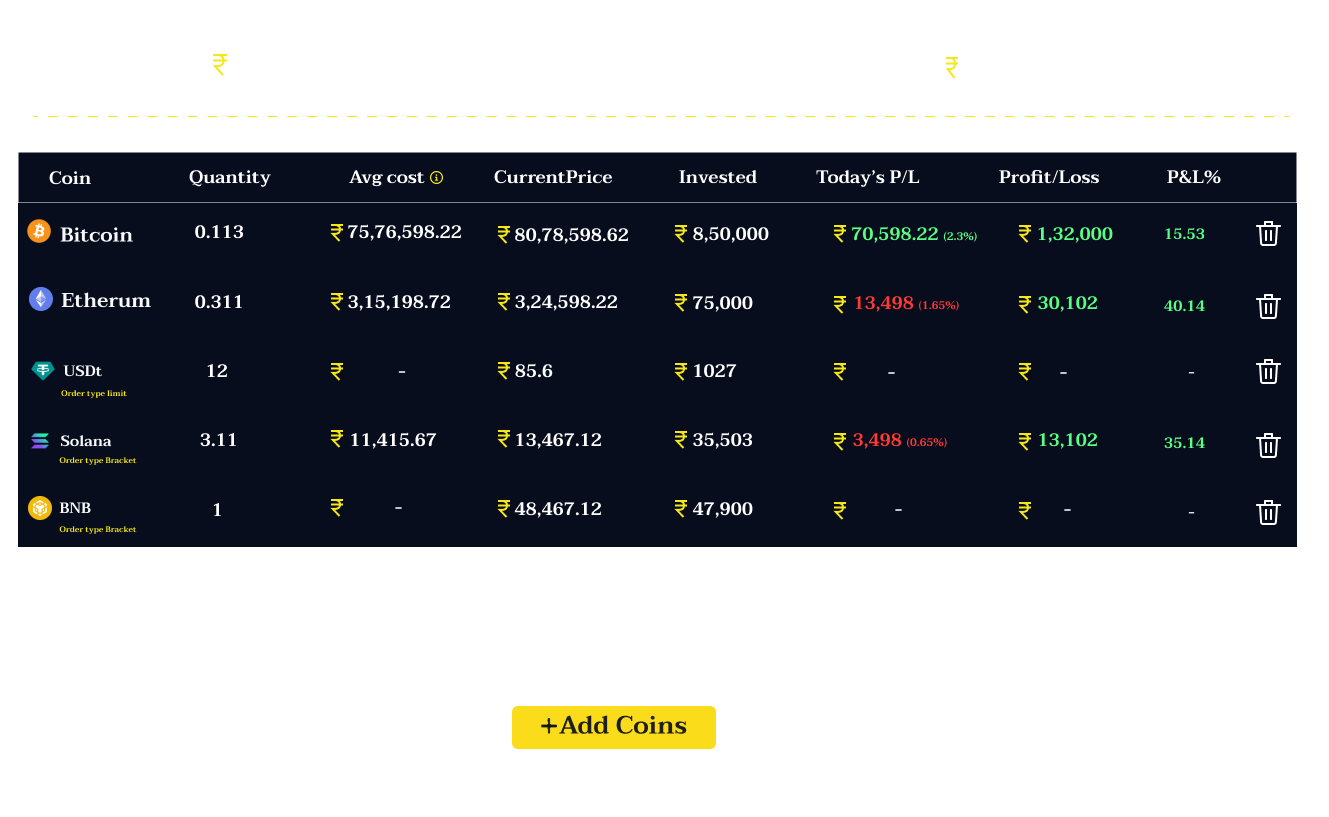 ₹ ₹
Coin Quantity Avg cost CurrentPrice Invested Today’s P/L Profit/Loss P&L%
Bitcoin 0.113 ₹ 75,76,598.22 ₹ 80,78,598.62 ₹ 8,50,000 ₹ 70,598.22 (2.3%) ₹ 1,32,000 15.53
Etherum 0.311 ₹ 3,15,198.72 ₹ 3,24,598.22 ₹ 75,000 ₹ 13,498 (1.65%) ₹ 30,102 40.14
USDt 12 ₹ - ₹ 85.6 ₹ 1027 ₹ - ₹ - -
Order type limit
Solana 3.11 ₹ 11,415.67 ₹ 13,467.12 ₹ 35,503 ₹ 3,498 (0.65%) ₹ 13,102 35.14
Order type Bracket
BNB 1 ₹ - ₹ 48,467.12 ₹ 47,900 ₹ - ₹ - -
Order type Bracket
+Add Coins